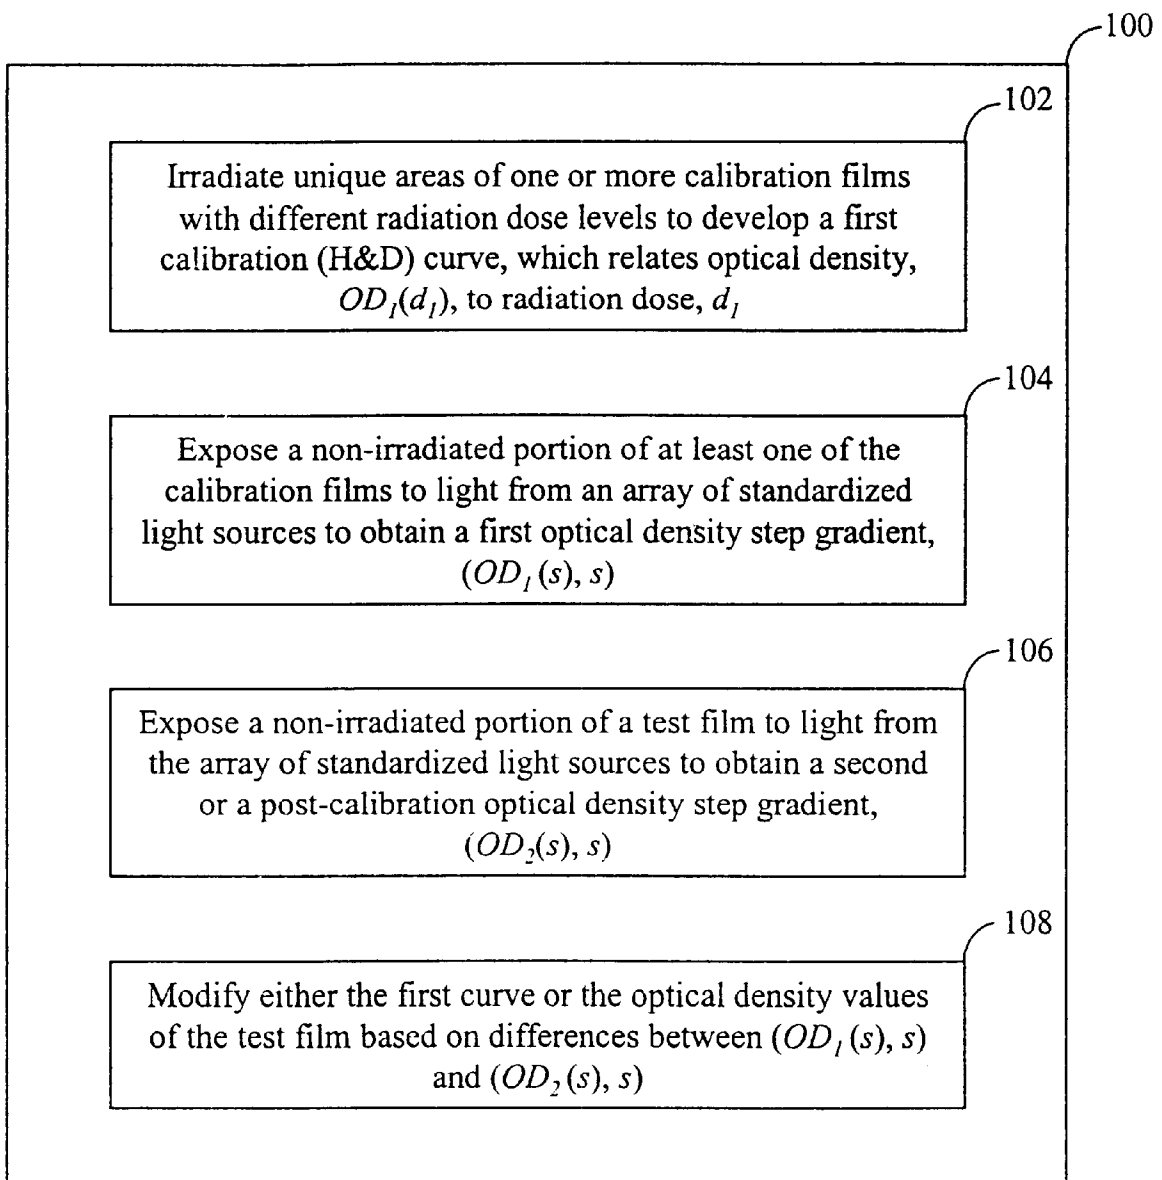 100
102
Irradiate unique areas of one or more calibration films
with different radiation dose levels to develop a first
calibration (H&D) curve, which relates optical density,
OD₁(d₁), to radiation dose, d₁
104
Expose a non-irradiated portion of at least one of the
calibration films to light from an array of standardized
light sources to obtain a first optical density step gradient,
(OD₁(s), s)
106
Expose a non-irradiated portion of a test film to light from
the array of standardized light sources to obtain a second
or a post-calibration optical density step gradient,
(OD₂(s), s)
108
Modify either the first curve or the optical density values
of the test film based on differences between (OD₁(s), s)
and (OD₂(s), s)